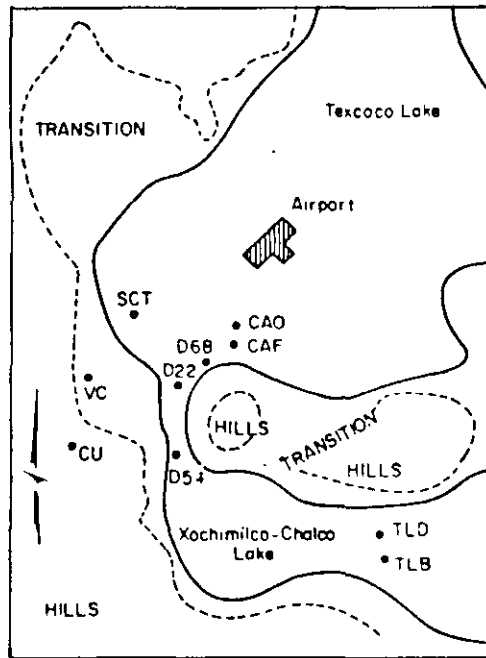 Texcoco Lake
TRANSITION
Airport
SCT
CAO
D68
CAF
D22
VC
HILLS
TRANSITION
CU
HILLS
D54
Xochimilco-Chalco
Lake
TLD
TLB
HILLS